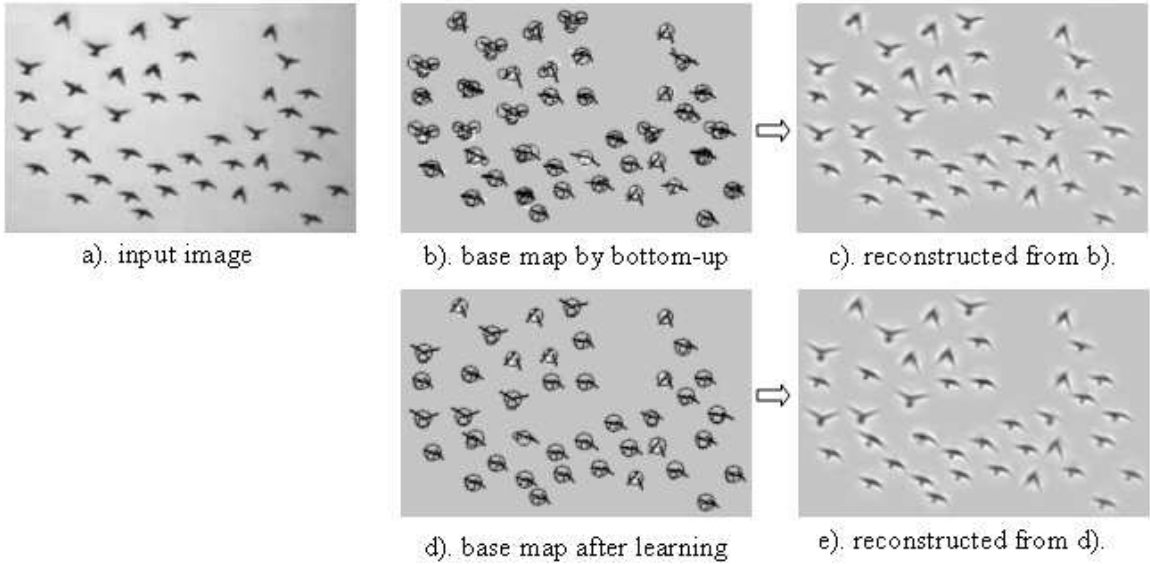 a). input image
b). base map by bottom-up
c). reconstructed from b).
d). base map after learning
e). reconstructed from d).